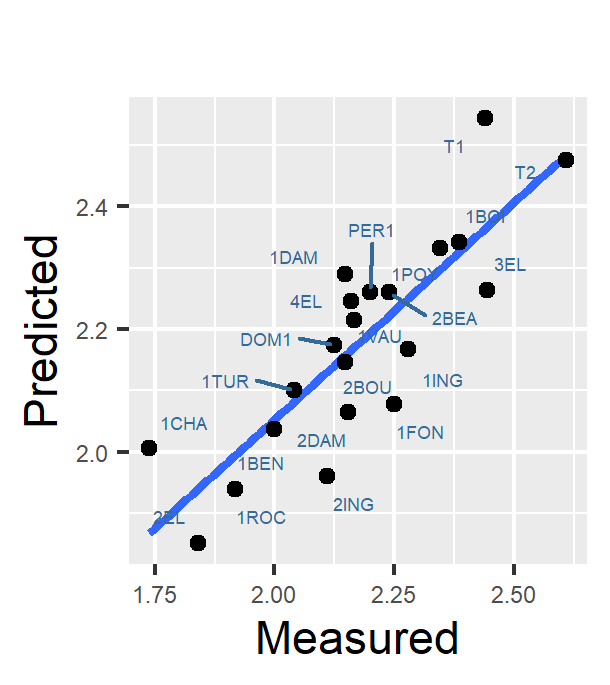 T1
T2
2.4
1BOI
PER1
1DAM
1POX
3EL
4EL
2BEA
2.2
DOM1
1VAU
1TUR
2BOU
1ING
1CHA
1FON
2DAM
2.0
1BEN
2ING
2EL
1ROC
Predicted
1.75
2.00
2.25
2.50
Measured